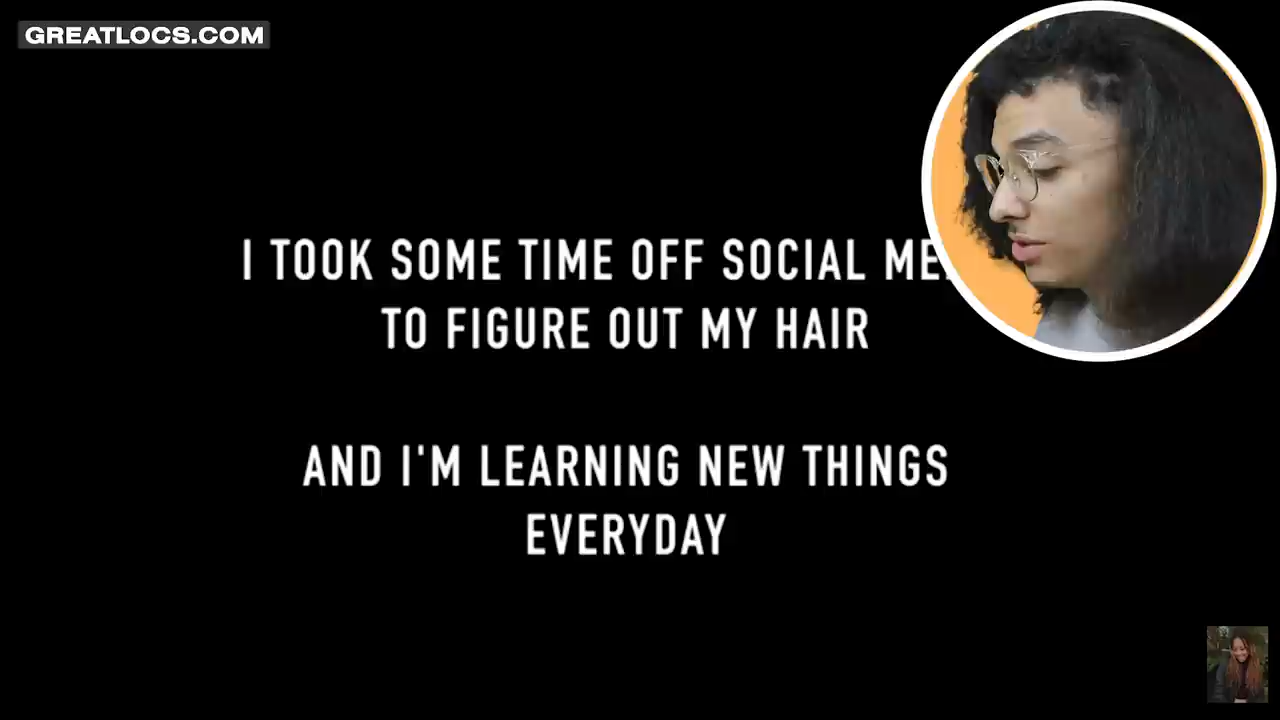 GREATLOCS.COM
I TOOK SOME TIME OFF SOCIAL
TO FIGURE OUT MY HAIR
AND I'M LEARNING NEW THINGS
EVERYDAY